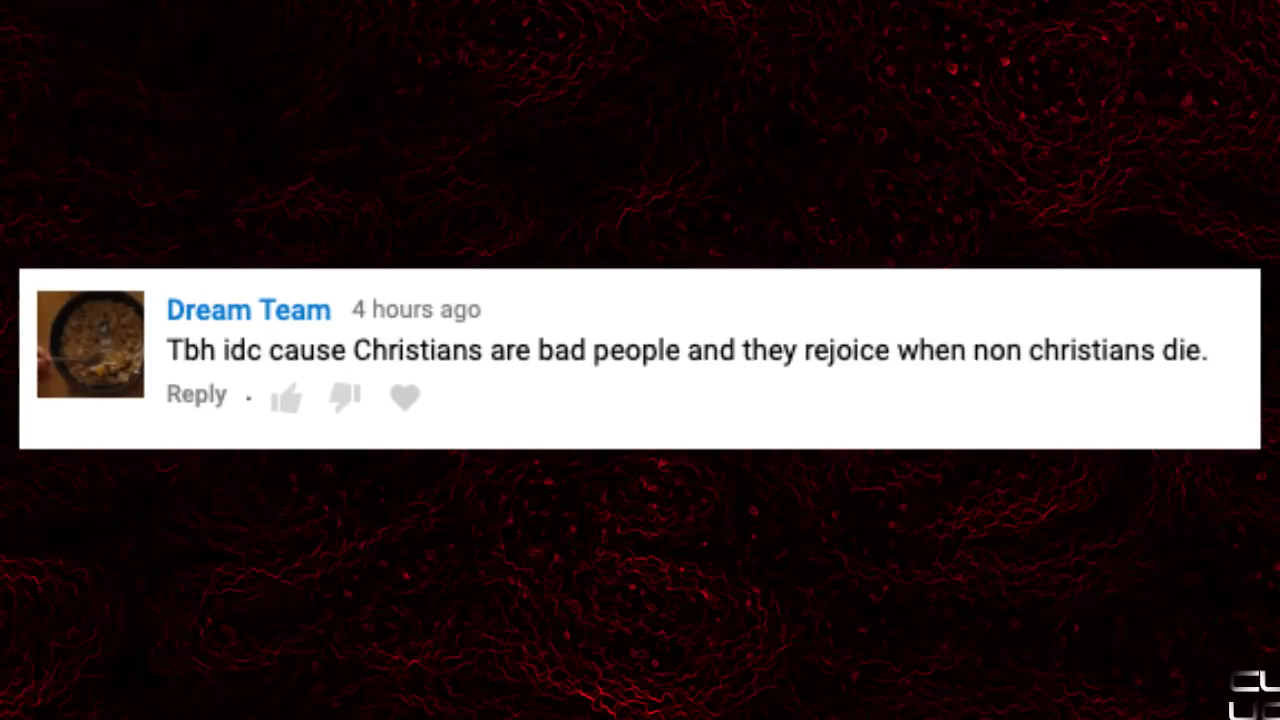 Dream Team 4 hours ago
Tbh idc cause Christians are bad people and they rejoice when non christians die.
Reply .